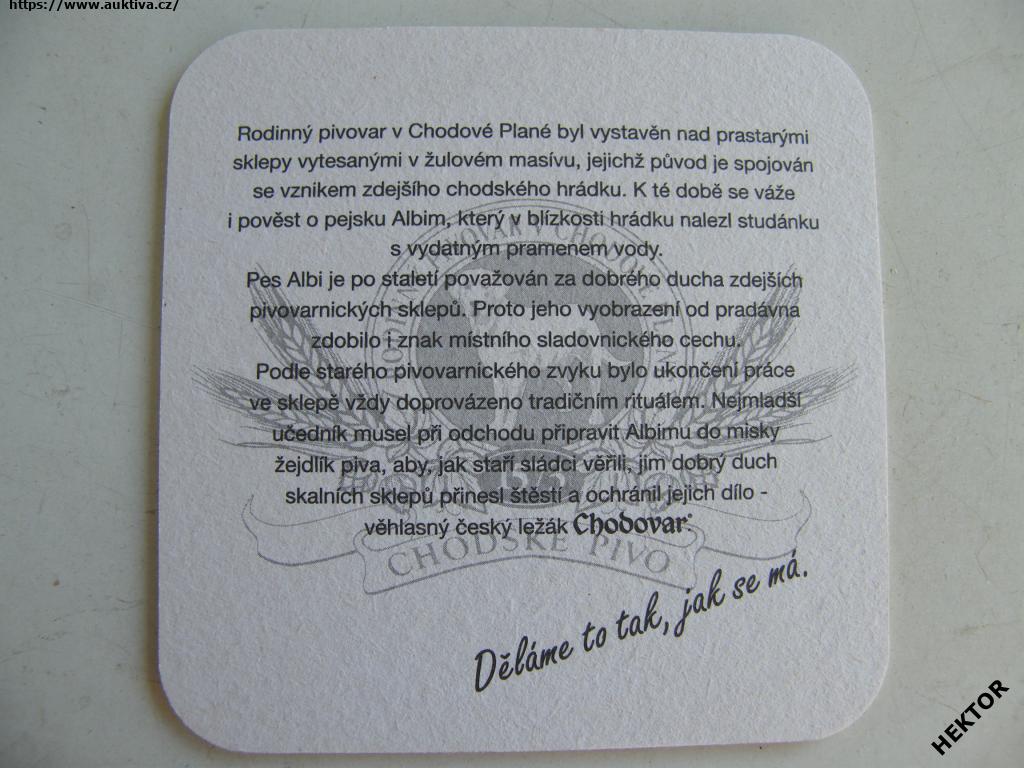 https://www.auktiva.cz/
Rodinný pivovar v Chodové Plané byl vystavěn nad prastarými
sklepy vytesanými v žulovém masívu, jejichž původ je spojován
se vznikem zdejšího chodského hrádku. K té době se váže
i pověst o pejsku Albim, který v blízkosti hrádku nalezl studánku
s vydatným pramenem vody.
Pes Albi je po staletí považován za dobrého ducha zdejších
pivovarnických sklepů. Proto jeho vyobrazení od pradávna
zdobilo i znak místního sladovnického cechu.
Podle starého pivovarnického zvyku bylo ukončení práce
ve sklepě vždy doprovázeno tradičním rituálem. Nejmladší
učedník musel při odchodu připravit Albimu do misky
žejdlík piva, aby, jak staří sládci věřili, jim dobrý duch
skalních sklepů přinesl štěstí a ochránil jejich dílo -
věhlasný český ležák Chodovar.
CHODSKÉ PIVO
Děláme to tak, jak se má.
HEKTOR